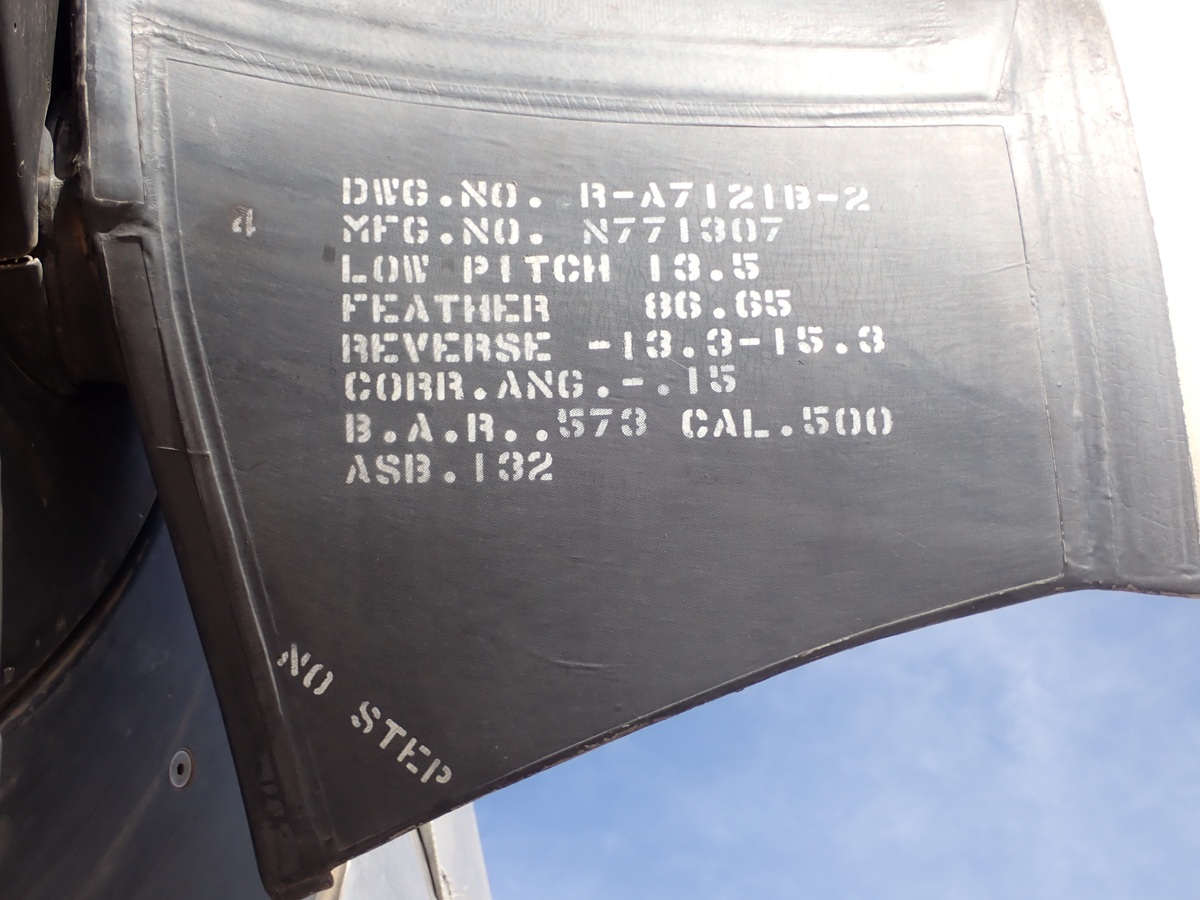 4
DWG.NO. R-A7121B-2
MFG.NO. N771307
LOW PITCH 13.5
FEATHER 86.65
REVERSE -13.3-15.3
CORR.ANG.-.15
B.A.R..573 CAL.500
ASB.132
NO STEP